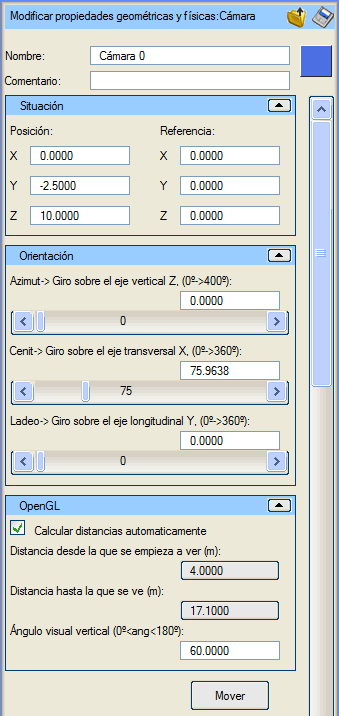 Modificar propiedades geométricas y físicas:Cámara
Nombre: Cámara 0
Comentario:
Situación
Posición: Referencia:
X 0.0000 X 0.0000
Y -2.5000 Y 0.0000
Z 10.0000 Z 0.0000
Orientación
Azimut-> Giro sobre el eje vertical Z, (0º->400º):
0.0000
0
Cenit-> Giro sobre el eje transversal X, (0º->360º):
75.9638
75
Ladeo-> Giro sobre el eje longitudinal Y, (0º->360º):
0.0000
0
OpenGL
Calcular distancias automaticamente
Distancia desde la que se empieza a ver (m):
4.0000
Distancia hasta la que se ve (m):
17.1000
Ángulo visual vertical (0º<ang<180º):
60.0000
Mover